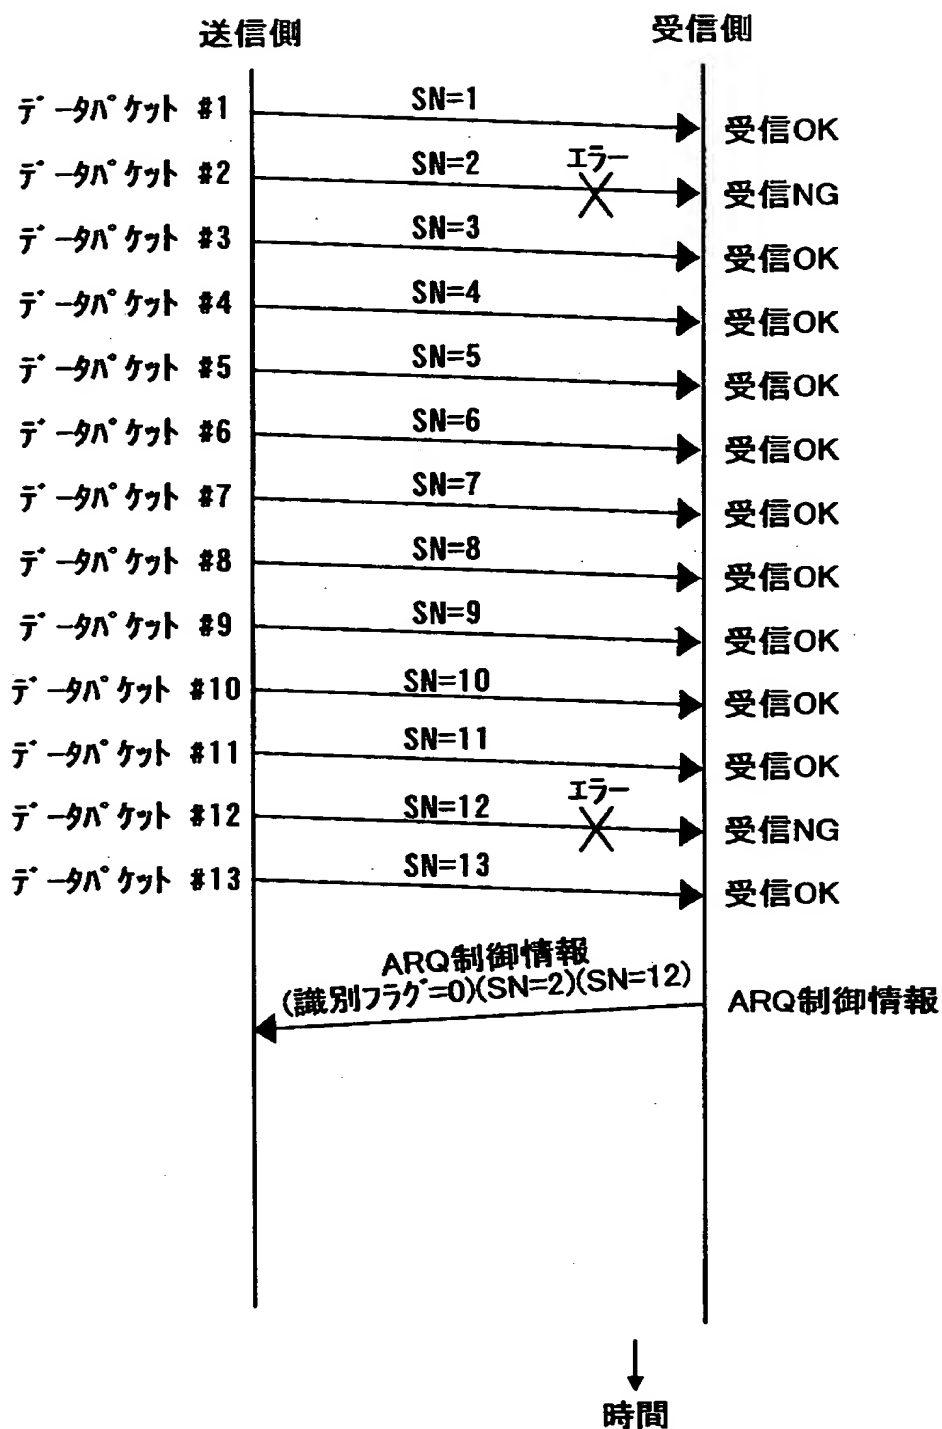 送信側
受信側
データパケット #1
SN=1
受信OK
データパケット #2
SN=2
エラー
受信NG
データパケット #3
SN=3
受信OK
データパケット #4
SN=4
受信OK
データパケット #5
SN=5
受信OK
データパケット #6
SN=6
受信OK
データパケット #7
SN=7
受信OK
データパケット #8
SN=8
受信OK
データパケット #9
SN=9
受信OK
データパケット #10
SN=10
受信OK
データパケット #11
SN=11
受信OK
データパケット #12
SN=12
エラー
受信NG
データパケット #13
SN=13
受信OK
ARQ制御情報
(識別フラグ=0)(SN=2)(SN=12)
ARQ制御情報
時間